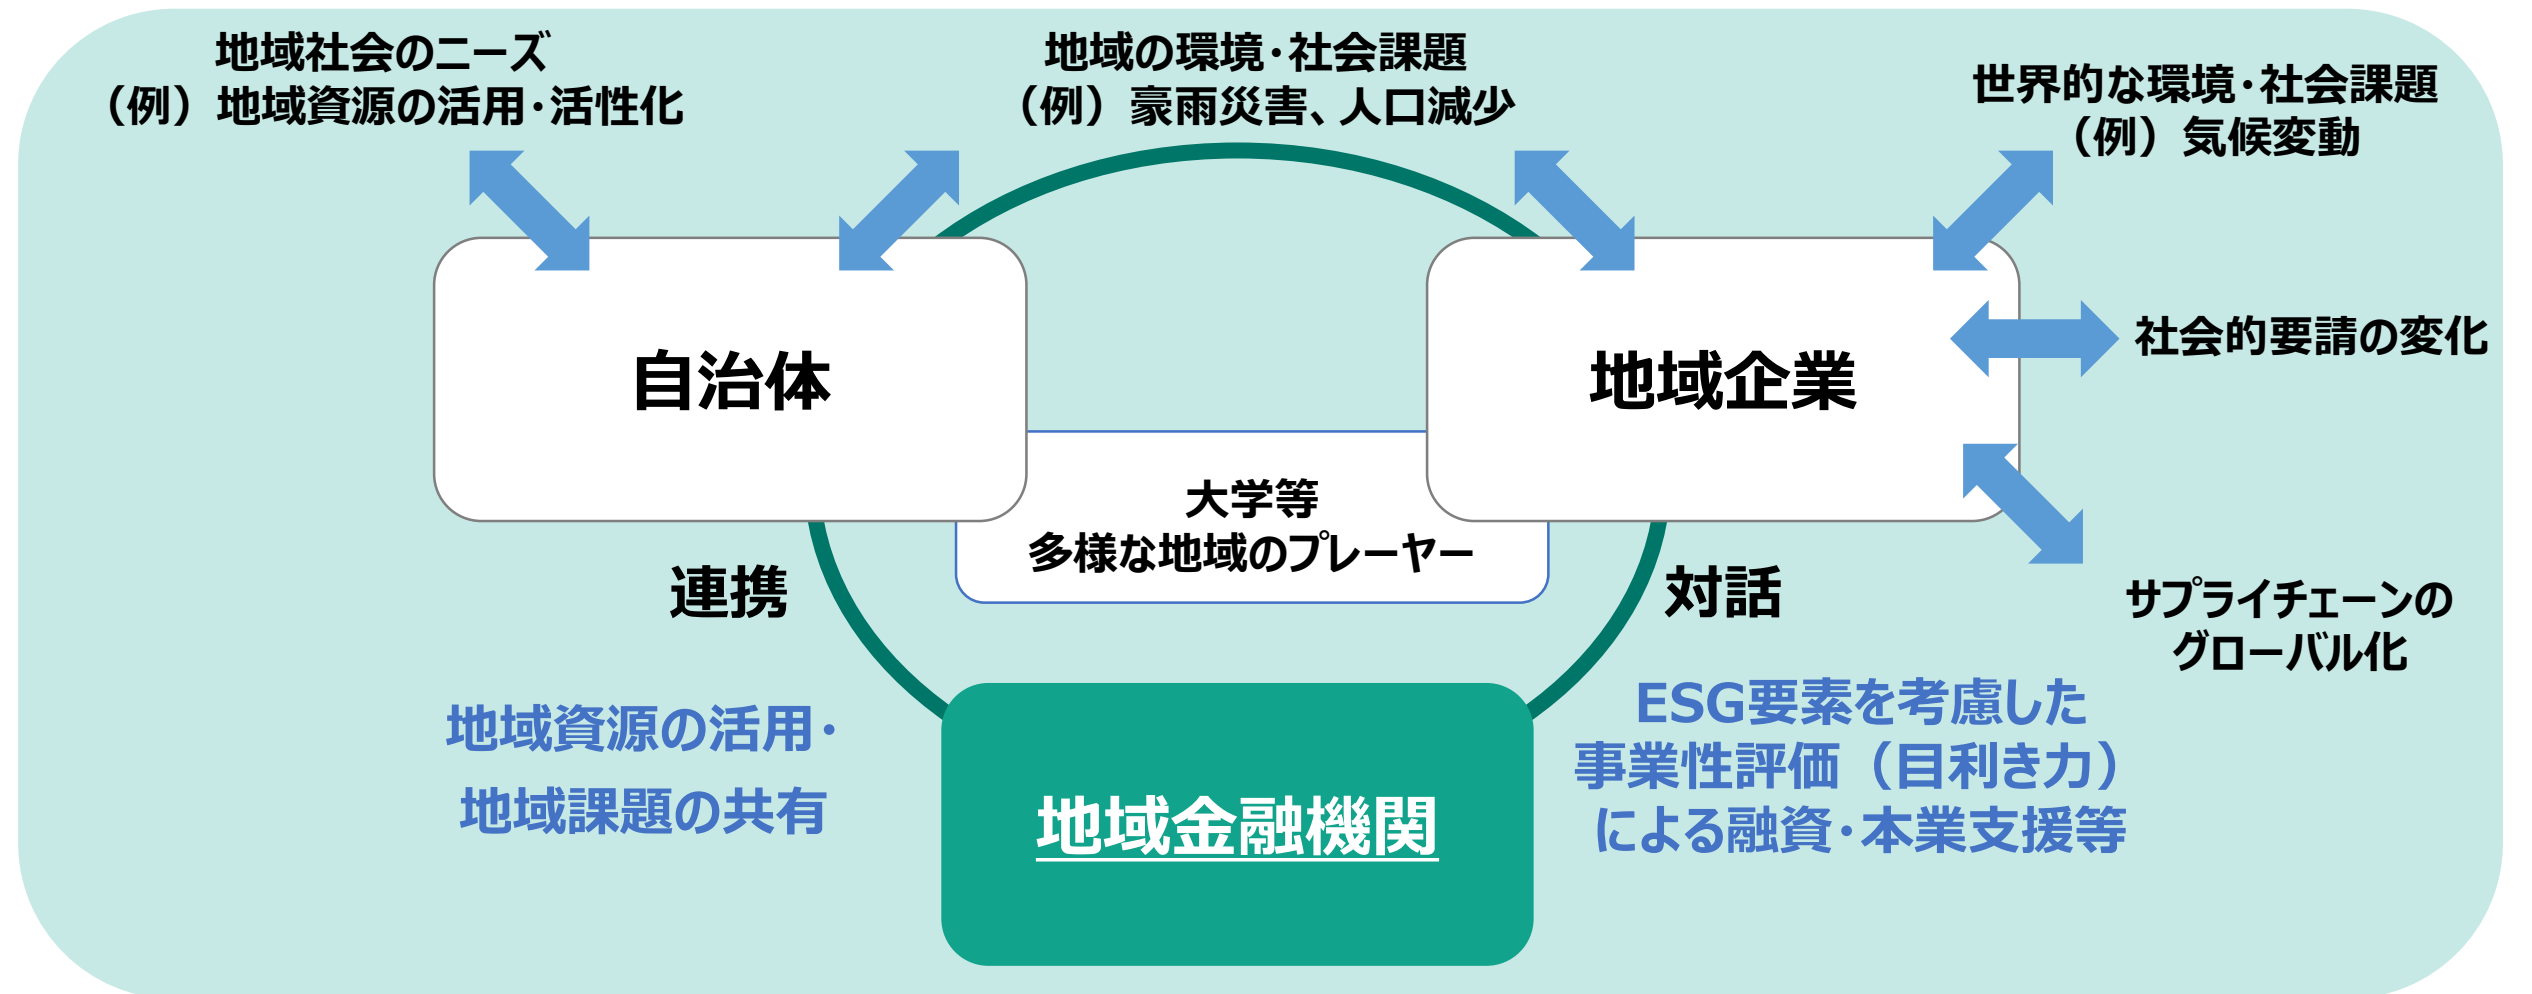 地域社会のニーズ
（例）地域資源の活用・活性化
地域の環境・社会課題
（例）豪雨災害、人口減少
世界的な環境・社会課題
（例）気候変動
自治体
地域企業
社会的要請の変化
大学等
多様な地域のプレーヤー
連携
対話
サプライチェーンの
グローバル化
地域資源の活用・
地域課題の共有
ESG要素を考慮した
事業性評価（目利き力）
による融資・本業支援等
地域金融機関